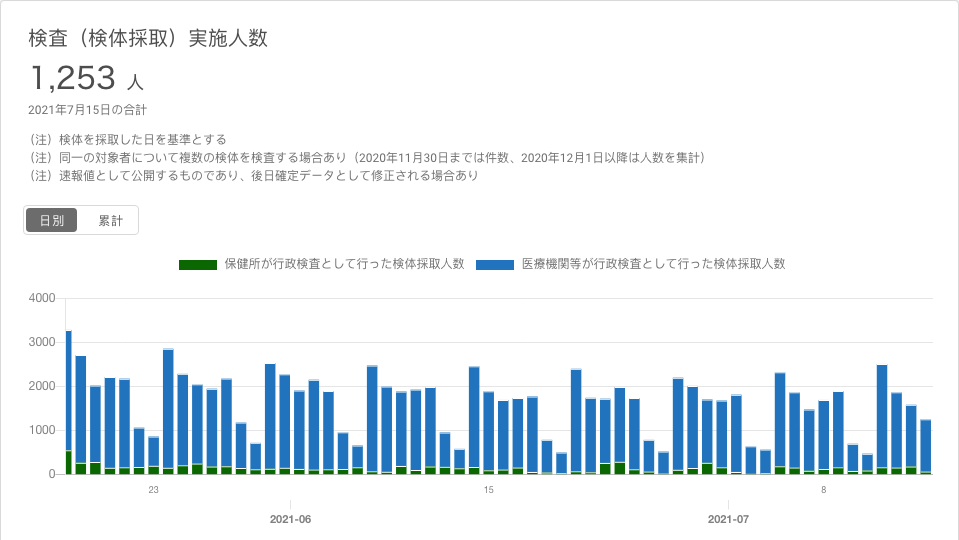 検査（検体採取）実施人数
1,253 人
2021年7月15日の合計
（注）検体を採取した日を基準とする
（注）同一の対象者について複数の検体を検査する場合あり（2020年11月30日までは件数、2020年12月1日以降は人数を集計）
（注）速報値として公開するものであり、後日確定データとして修正される場合あり
日別 累計
保健所が行政検査として行った検体採取人数 医療機関等が行政検査として行った検体採取人数
4000
3000
2000
1000
0
23 15 8
2021-06 2021-07